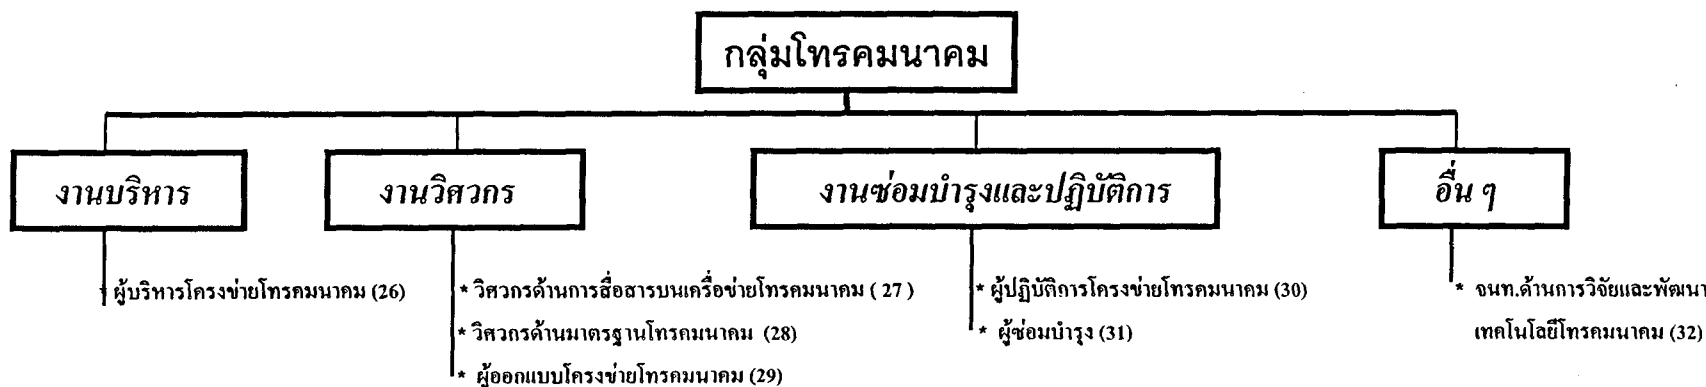 กลุ่มโทรคมนาคม
งานบริหาร
งานวิศวกร
งานซ่อมบำรุงและปฏิบัติการ
อื่น ๆ
* ผู้บริหารโครงข่ายโทรคมนาคม (26)
* วิศวกรด้านการสื่อสารบนเครือข่ายโทรคมนาคม ( 27 )
* วิศวกรด้านมาตรฐานโทรคมนาคม (28)
* ผู้ออกแบบโครงข่ายโทรคมนาคม (29)
* ผู้ปฏิบัติการโครงข่ายโทรคมนาคม (30)
* ผู้ซ่อมบำรุง (31)
* จนท.ด้านการวิจัยและพัฒนา
เทคโนโลยีโทรคมนาคม (32)